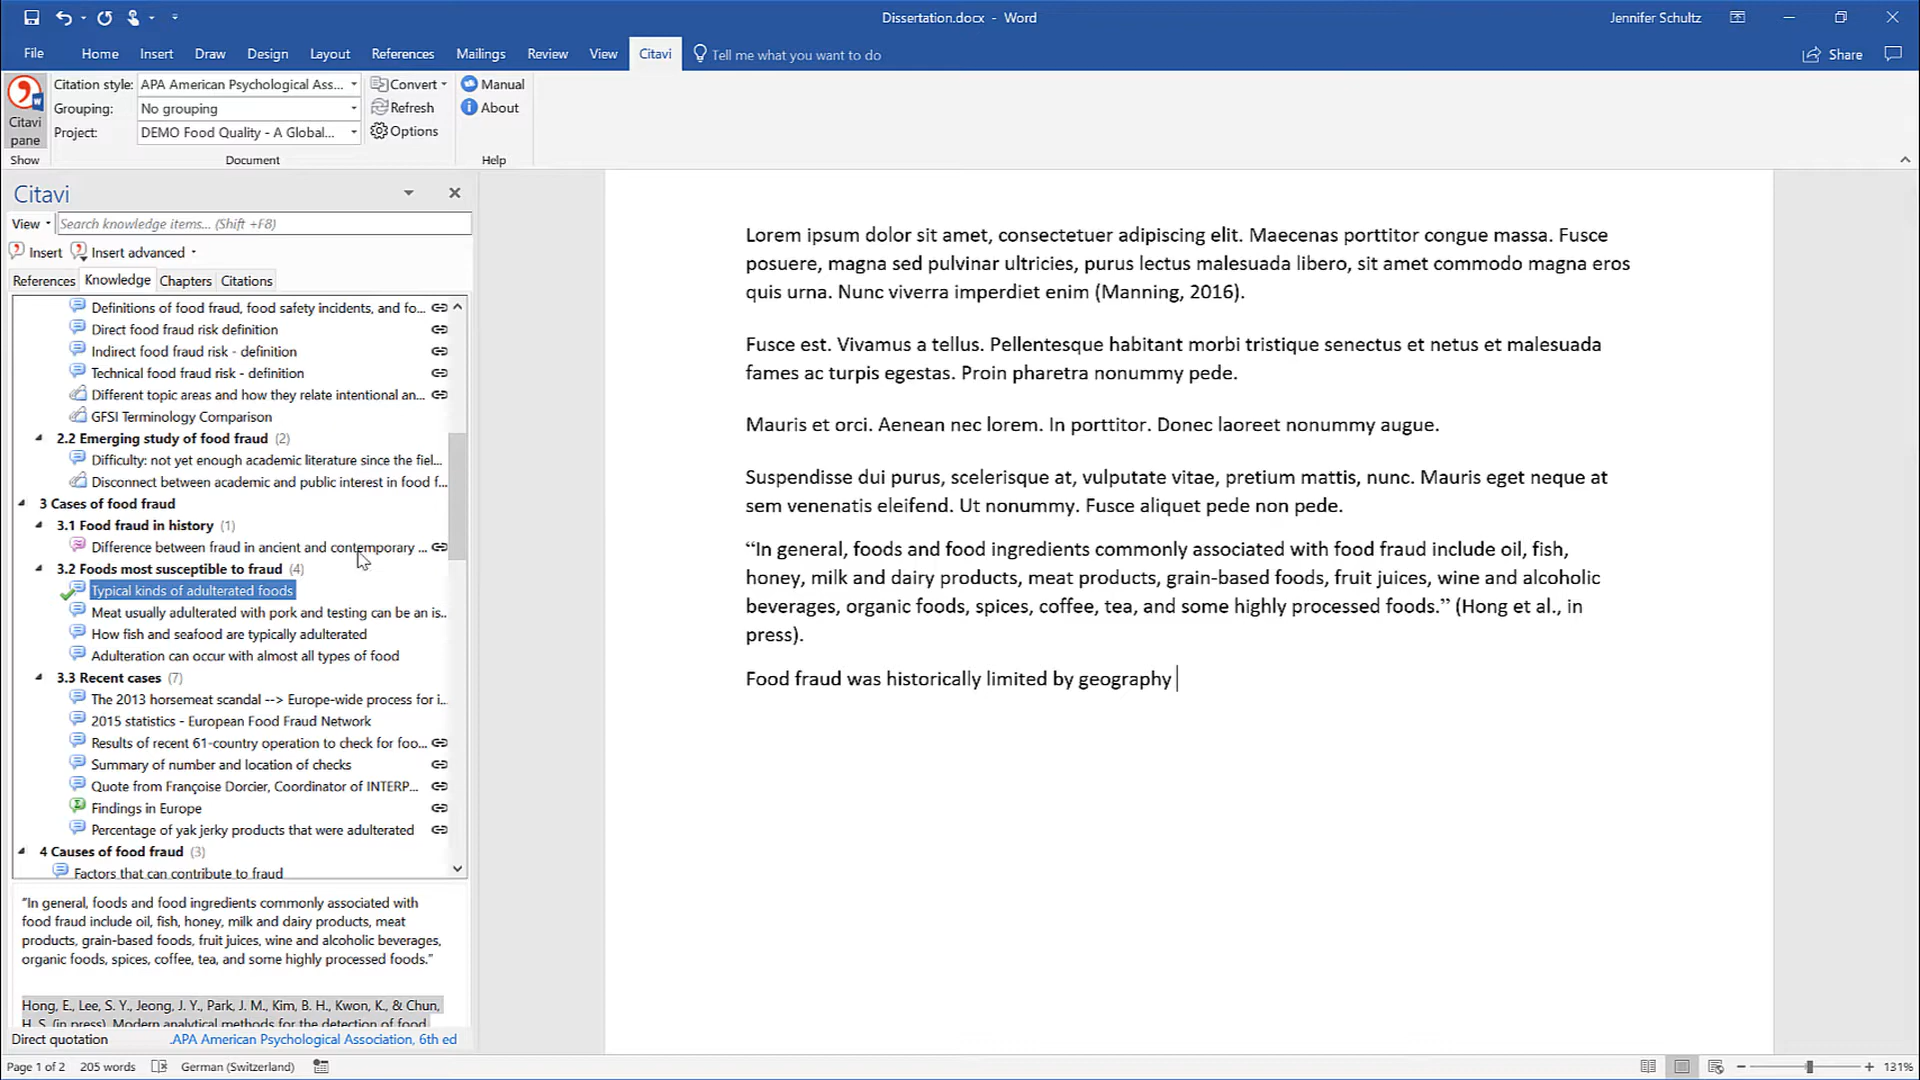 Dissertation.docx - Word
Jennifer Schultz
File Home Insert Draw Design Layout References Mailings Review View Citavi Tell me what you want to do
Share
Citavi pane
Show
Citation style: APA American Psychological Ass...
Grouping: No grouping
Project: DEMO Food Quality - A Global...
Document
Convert
Refresh
Options
Manual
About
Help
Citavi
View Search knowledge items... (Shift +F8)
Insert Insert advanced
References Knowledge Chapters Citations
Definitions of food fraud, food safety incidents, and fo...
Direct food fraud risk definition
Indirect food fraud risk - definition
Technical food fraud risk - definition
Different topic areas and how they relate intentional an...
GFSI Terminology Comparison
2.2 Emerging study of food fraud (2)
Difficulty: not yet enough academic literature since the fiel...
Disconnect between academic and public interest in food f...
3 Cases of food fraud
3.1 Food fraud in history (1)
Difference between fraud in ancient and contemporary ...
3.2 Foods most susceptible to fraud (4)
Typical kinds of adulterated foods
Meat usually adulterated with pork and testing can be an is...
How fish and seafood are typically adulterated
Adulteration can occur with almost all types of food
3.3 Recent cases (7)
The 2013 horsemeat scandal --> Europe-wide process for i...
2015 statistics - European Food Fraud Network
Results of recent 61-country operation to check for foo...
Summary of number and location of checks
Quote from Françoise Dorcier, Coordinator of INTERP...
Findings in Europe
Percentage of yak jerky products that were adulterated
4 Causes of food fraud (3)
Factors that can contribute to fraud
"In general, foods and food ingredients commonly associated with
food fraud include oil, fish, honey, milk and dairy products, meat
products, grain-based foods, fruit juices, wine and alcoholic beverages,
organic foods, spices, coffee, tea, and some highly processed foods."
Hong, E., Lee, S. Y., Jeong, J. Y., Park, J. M., Kim, B. H., Kwon, K., & Chun,
H. S. (in press). Modern analytical methods for the detection of food
Direct quotation .APA American Psychological Association, 6th ed
Lorem ipsum dolor sit amet, consectetuer adipiscing elit. Maecenas porttitor congue massa. Fusce
posuere, magna sed pulvinar ultricies, purus lectus malesuada libero, sit amet commodo magna eros
quis urna. Nunc viverra imperdiet enim (Manning, 2016).
Fusce est. Vivamus a tellus. Pellentesque habitant morbi tristique senectus et netus et malesuada
fames ac turpis egestas. Proin pharetra nonummy pede.
Mauris et orci. Aenean nec lorem. In porttitor. Donec laoreet nonummy augue.
Suspendisse dui purus, scelerisque at, vulputate vitae, pretium mattis, nunc. Mauris eget neque at
sem venenatis eleifend. Ut nonummy. Fusce aliquet pede non pede.
“In general, foods and food ingredients commonly associated with food fraud include oil, fish,
honey, milk and dairy products, meat products, grain-based foods, fruit juices, wine and alcoholic
beverages, organic foods, spices, coffee, tea, and some highly processed foods.” (Hong et al., in
press).
Food fraud was historically limited by geography
Page 1 of 2 205 words German (Switzerland) 131%